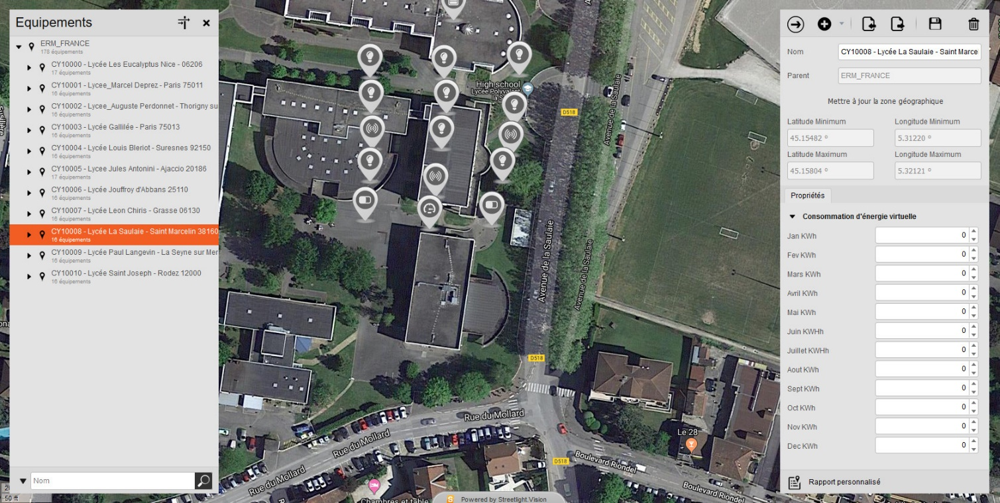 Equipements
ERM_FRANCE
178 équipements
CY10000 - Lycée Les Eucalyptus Nice - 06206
17 équipements
CY10001 - Lycee_Marcel Deprez - Paris 75011
16 équipements
CY10002 - Lycee_Auguste Perdonnet - Thorigny su
16 équipements
CY10003 - Lycée Gallilée - Paris 75013
16 équipements
CY10004 - Lycée Louis Bleriot - Suresnes 92150
16 équipements
CY10005 - Lycee Jules Antonini - Ajaccio 20186
17 équipements
CY10006 - Lycée Jouffroy d'Abbans 25110
16 équipements
CY10007 - Lycée Leon Chiris - Grasse 06130
16 équipements
CY10008 - Lycée La Saulaie - Saint Marcelin 38160
16 équipements
CY10009 - Lycée Paul Langevin - La Seyne sur Mer
16 équipements
CY10010 - Lycée Saint Joseph - Rodez 12000
16 équipements
Nom
50 ft
High school
Lycée Polyvalent
la S
D518
Avenue de la Saulaie
Avenue de la Saulaie
Avenue de la Saulaie
D518
Rue du Mollard
Rue du Mollard
Rue du Mollard
Le 28
D518
Boulevard Riondel
Boulevard Riondel
Chambres et table
S Powered by Streetlight.Vision
Nom
CY10008 - Lycée La Saulaie - Saint Marce
Parent
ERM_FRANCE
Mettre à jour la zone géographique
Latitude Minimum Longitude Minimum
45.15482 º 5.31220 º
Latitude Maximum Longitude Maximum
45.15804 º 5.32121 º
Propriétés
Consommation d'énergie virtuelle
Jan KWh 0
Fev KWh 0
Mars KWh 0
Avril KWh 0
Mai KWh 0
Juin KWHh 0
Juillet KWHh 0
Aout KWh 0
Sept KWh 0
Oct KWh 0
Nov KWh 0
Dec KWh 0
Rapport personnalisé